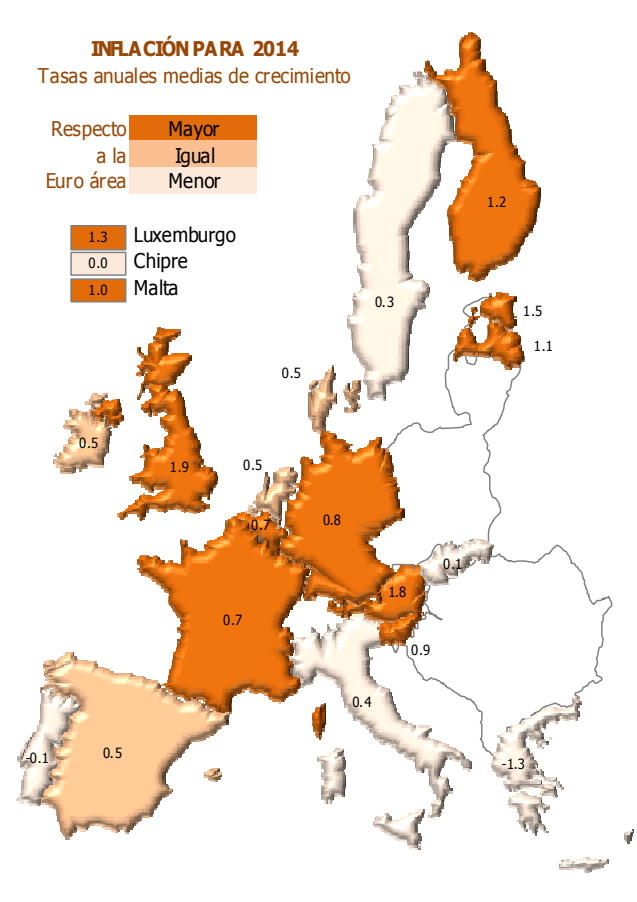 INFLACIÓN PARA 2014
Tasas anuales medias de crecimiento
Respecto Mayor
a la Igual
Euro área Menor
1.3 Luxemburgo
0.0 Chipre
1.0 Malta
1.2
0.3
1.5
1.1
0.5
0.5
1.9
0.5
0.7
0.8
0.1
1.8
0.7
0.9
0.4
0.5
-0.1
-1.3